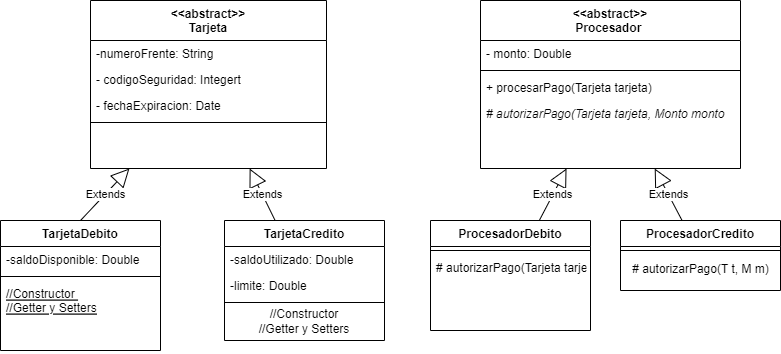 <<abstract>>
Tarjeta
-numeroFrente: String
- codigoSeguridad: Integert
- fechaExpiracion: Date
<<abstract>>
Procesador
- monto: Double
+ procesarPago(Tarjeta tarjeta)
# autorizarPago(Tarjeta tarjeta, Monto monto
Extends
Extends
Extends
Extends
TarjetaDebito
-saldoDisponible: Double
//Constructor
//Getter y Setters
TarjetaCredito
-saldoUtilizado: Double
-limite: Double
//Constructor
//Getter y Setters
ProcesadorDebito
# autorizarPago(Tarjeta tarje
ProcesadorCredito
# autorizarPago(T t, M m)